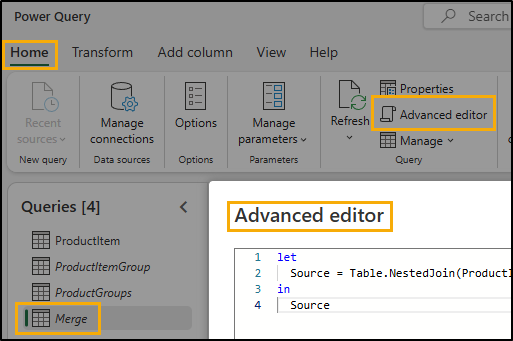 Power Query
Search
Home Transform Add column View Help
Recent sources
Manage connections
Options
Manage parameters
Refresh
Properties
Advanced editor
Manage
New query Data sources Options Parameters Query
Queries [4]
ProductItem
ProductItemGroup
ProductGroups
Merge
Advanced editor
1 let
2 Source = Table.NestedJoin(ProductI
3 in
4 Source